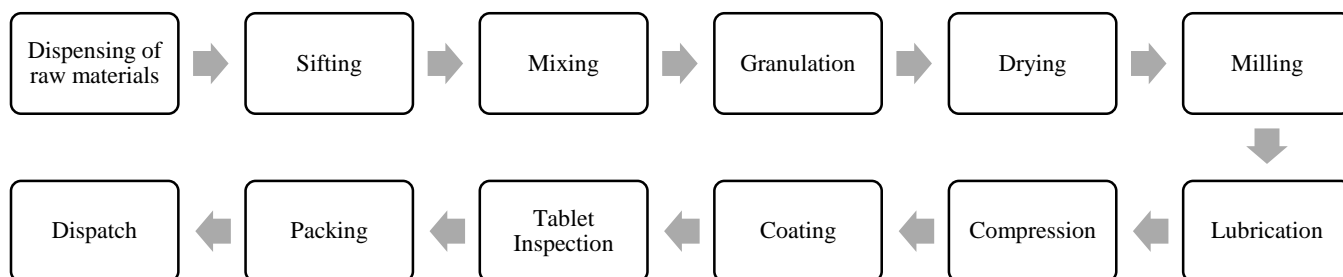 Dispensing of
raw materials
Sifting
Mixing
Granulation
Drying
Milling
Lubrication
Compression
Coating
Tablet
Inspection
Packing
Dispatch